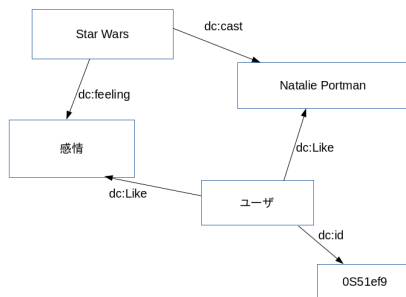 Star Wars
dc:cast
Natalie Portman
dc:feeling
感情
dc:Like
dc:Like
ユーザ
dc:id
0S51ef9